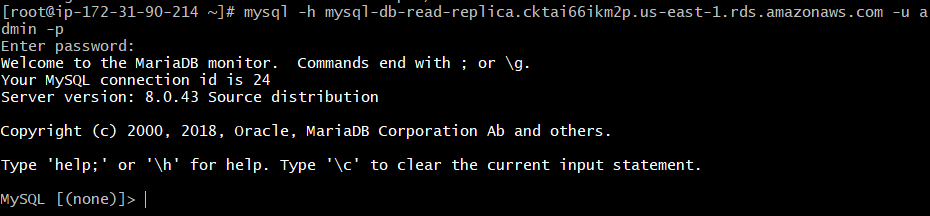 [root@ip-172-31-90-214 ~]# mysql -h mysql-db-read-replica.cktai66ikm2p.us-east-1.rds.amazonaws.com -u a
dmin -p
Enter password:
Welcome to the MariaDB monitor.  Commands end with ; or \g.
Your MySQL connection id is 24
Server version: 8.0.43 Source distribution

Copyright (c) 2000, 2018, Oracle, MariaDB Corporation Ab and others.

Type 'help;' or '\h' for help. Type '\c' to clear the current input statement.

MySQL [(none)]>